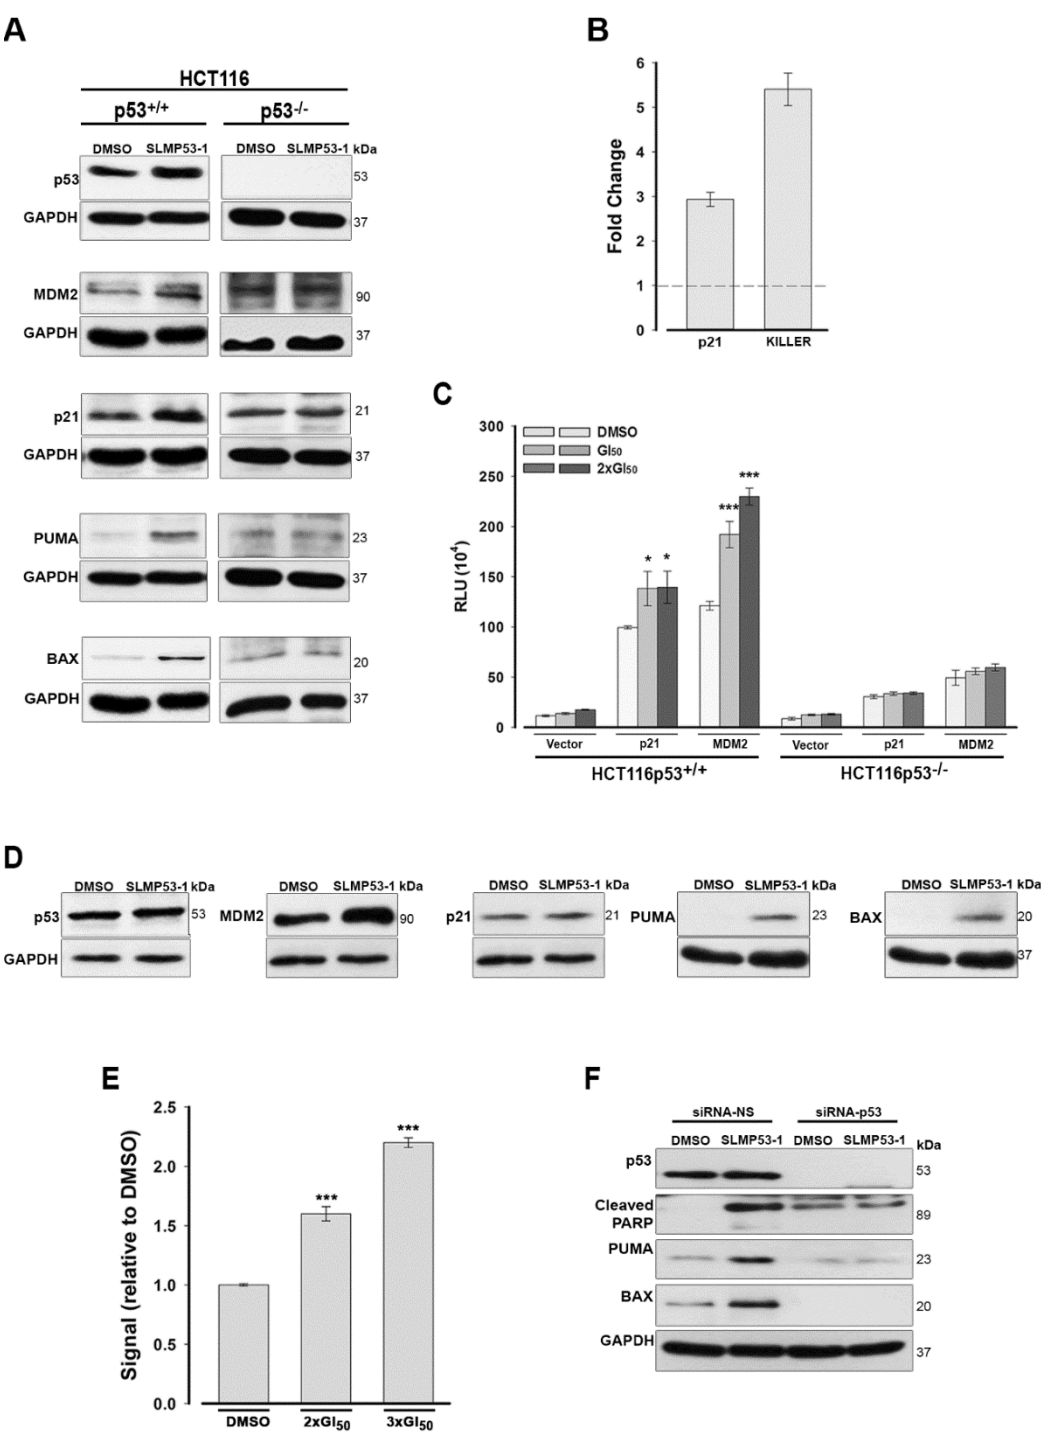 A
HCT116
p53+/+ p53-/-
DMSO SLMP53-1 DMSO SLMP53-1 kDa
p53 53
GAPDH 37
MDM2 90
GAPDH 37
p21 21
GAPDH 37
PUMA 23
GAPDH 37
BAX 20
GAPDH 37
B
Fold Change
6
5
4
3
2
1
0
p21 KILLER
C
RLU (10⁴)
300
250
200
150
100
50
0
DMSO
GI50
2xGI50
* * *** ***
Vector p21 MDM2 Vector p21 MDM2
HCT116p53+/+ HCT116p53-/-
D
DMSO SLMP53-1 kDa DMSO SLMP53-1 kDa DMSO SLMP53-1 kDa DMSO SLMP53-1 kDa DMSO SLMP53-1 kDa
p53 53 MDM2 90 p21 21 PUMA 23 BAX 20
GAPDH 37
E
Signal (relative to DMSO)
2.5
2.0
1.5
1.0
0.5
0.0
*** ***
DMSO 2xGI50 3xGI50
F
siRNA-NS siRNA-p53
DMSO SLMP53-1 DMSO SLMP53-1 kDa
p53 53
Cleaved
PARP 89
PUMA 23
BAX 20
GAPDH 37